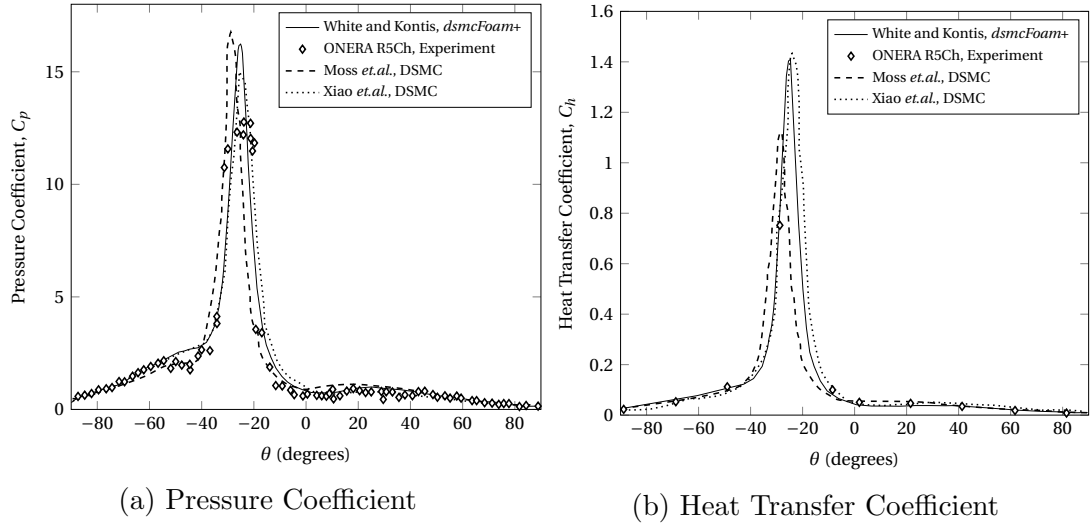 White and Kontis, dsmcFoam+
ONERA R5Ch, Experiment
Moss et.al., DSMC
Xiao et.al., DSMC
Pressure Coefficient, Cₚ
15
10
5
0
−80 −60 −40 −20 0 20 40 60 80
θ (degrees)
(a) Pressure Coefficient
White and Kontis, dsmcFoam+
ONERA R5Ch, Experiment
Moss et.al., DSMC
Xiao et.al., DSMC
Heat Transfer Coefficient, Cₕ
1.6
1.4
1.2
1
0.8
0.6
0.4
0.2
0
−80 −60 −40 −20 0 20 40 60 80
θ (degrees)
(b) Heat Transfer Coefficient